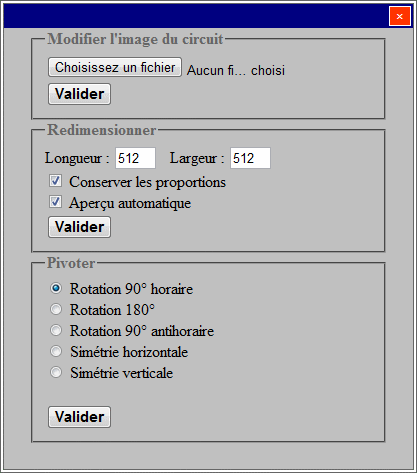 Modifier l'image du circuit
Choisissez un fichier Aucun fi... choisi
Valider
Redimensionner
Longueur : 512 Largeur : 512
Conserver les proportions
Aperçu automatique
Valider
Pivoter
Rotation 90° horaire
Rotation 180°
Rotation 90° antihoraire
Simétrie horizontale
Simétrie verticale
Valider